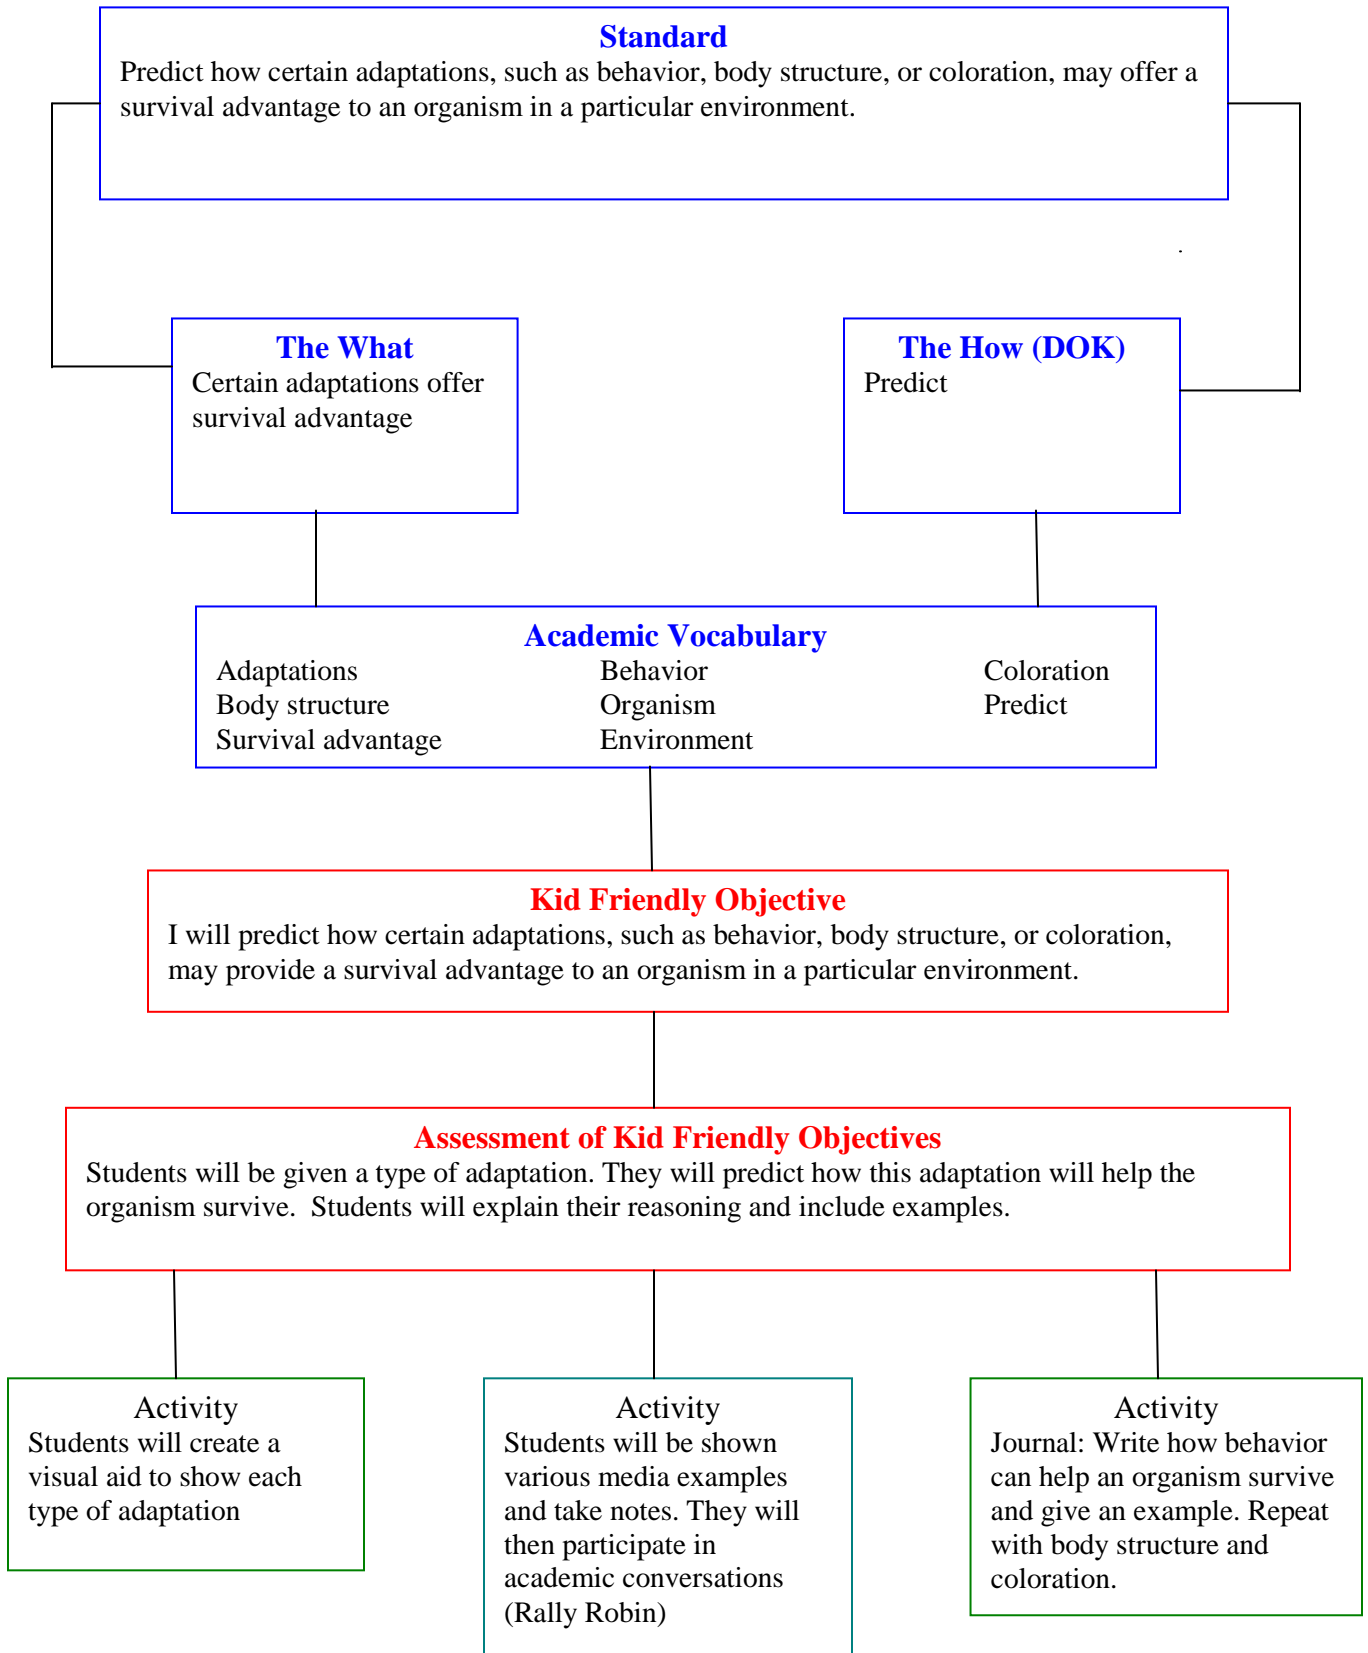 Standard
Predict how certain adaptations, such as behavior, body structure, or coloration, may offer a
survival advantage to an organism in a particular environment.
The What
Certain adaptations offer
survival advantage
The How (DOK)
Predict
Academic Vocabulary
Adaptations Behavior Coloration
Body structure Organism Predict
Survival advantage Environment
Kid Friendly Objective
I will predict how certain adaptations, such as behavior, body structure, or coloration,
may provide a survival advantage to an organism in a particular environment.
Assessment of Kid Friendly Objectives
Students will be given a type of adaptation. They will predict how this adaptation will help the
organism survive.  Students will explain their reasoning and include examples.
Activity
Students will create a
visual aid to show each
type of adaptation
Activity
Students will be shown
various media examples
and take notes. They will
then participate in
academic conversations
(Rally Robin)
Activity
Journal: Write how behavior
can help an organism survive
and give an example. Repeat
with body structure and
coloration.